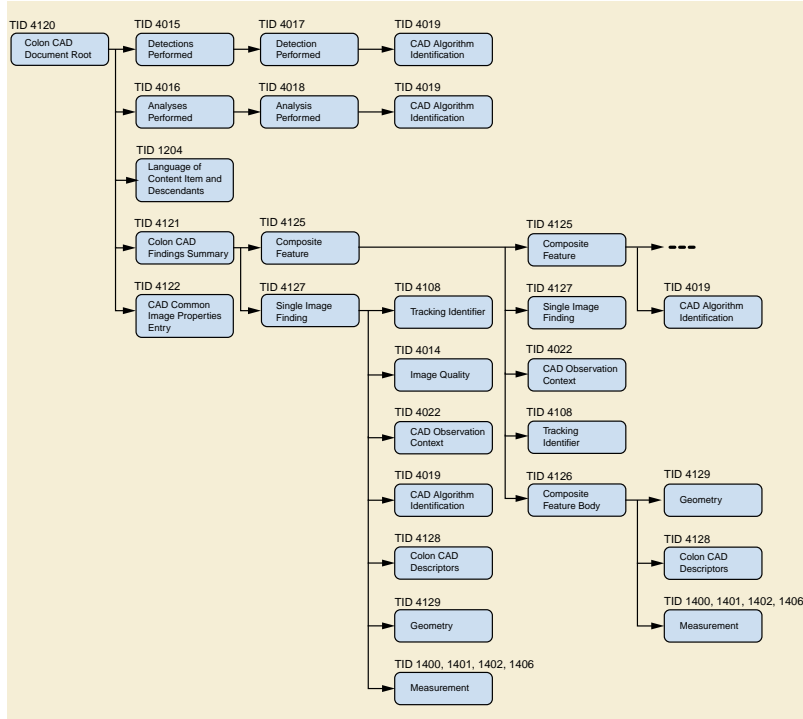 TID 4120
Colon CAD
Document Root
TID 4015
Detections
Performed
TID 4017
Detection
Performed
TID 4019
CAD Algorithm
Identification
TID 4016
Analyses
Performed
TID 4018
Analysis
Performed
TID 4019
CAD Algorithm
Identification
TID 1204
Language of
Content Item and
Descendants
TID 4121
Colon CAD
Findings Summary
TID 4125
Composite
Feature
TID 4125
Composite
Feature
TID 4122
CAD Common
Image Properties
Entry
TID 4127
Single Image
Finding
TID 4108
Tracking Identifier
TID 4127
Single Image
Finding
TID 4019
CAD Algorithm
Identification
TID 4014
Image Quality
TID 4022
CAD Observation
Context
TID 4022
CAD Observation
Context
TID 4108
Tracking
Identifier
TID 4019
CAD Algorithm
Identification
TID 4126
Composite
Feature Body
TID 4129
Geometry
TID 4128
Colon CAD
Descriptors
TID 4128
Colon CAD
Descriptors
TID 4129
Geometry
TID 1400, 1401, 1402, 1406
Measurement
TID 1400, 1401, 1402, 1406
Measurement